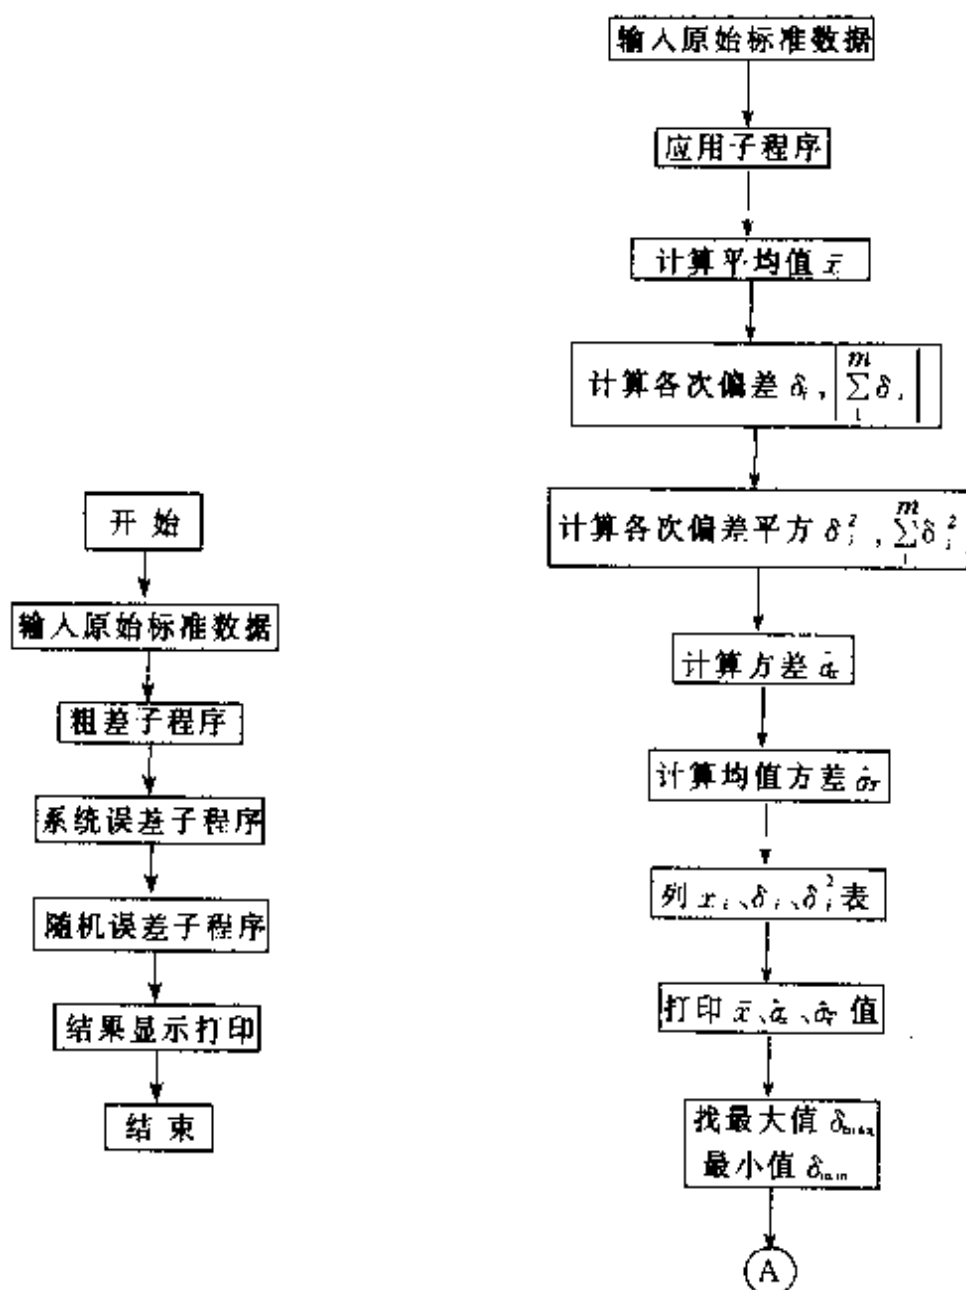 开始
输入原始标准数据
粗差子程序
系统误差子程序
随机误差子程序
结果显示打印
结束
输入原始标准数据
应用子程序
计算平均值 x̄
计算各次偏差 δᵢ, |∑₁ᵐ δᵢ|
计算各次偏差平方 δᵢ², ∑₁ᵐ δᵢ²
计算方差
计算均值方差
列 xᵢ、δᵢ、δᵢ² 表
打印 x̄、 值
找最大值 δmax
最小值 δmin
A